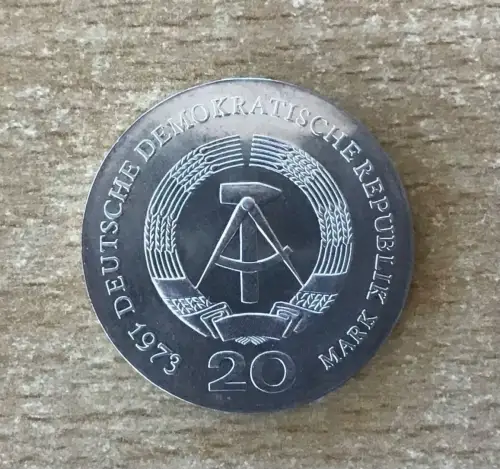 DEUTSCHE DEMOKRATISCHE REPUBLIK
1973
20
MARK